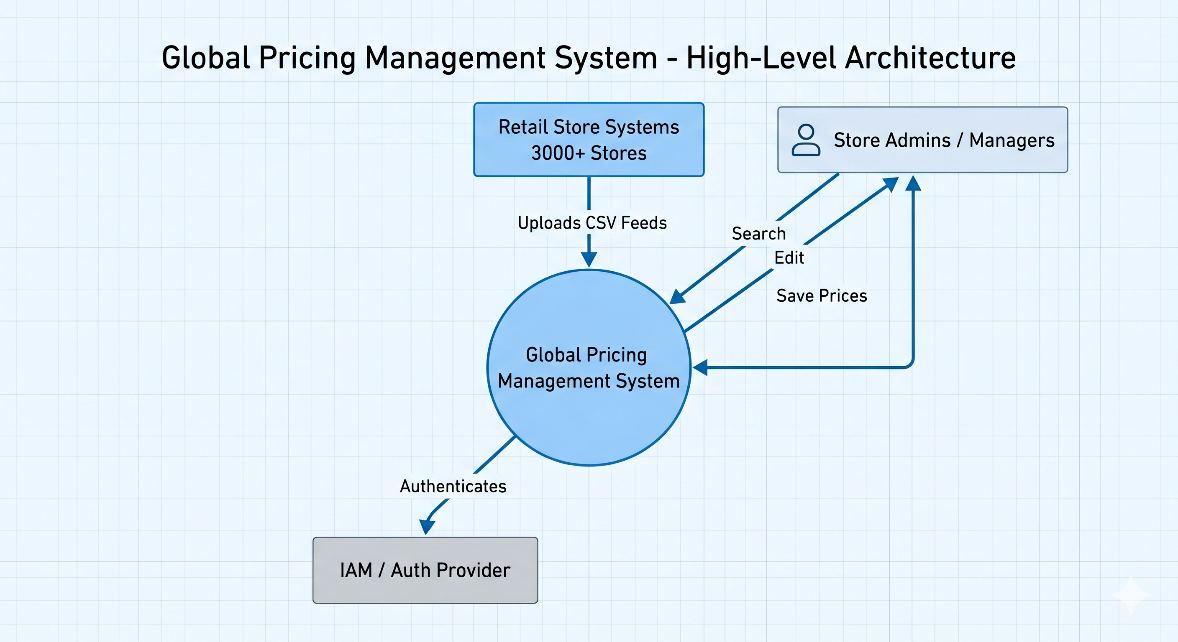 Global Pricing Management System - High-Level Architecture
Retail Store Systems
3000+ Stores
Store Admins / Managers
Uploads CSV Feeds
Search
Edit
Save Prices
Global Pricing
Management System
Authenticates
IAM / Auth Provider